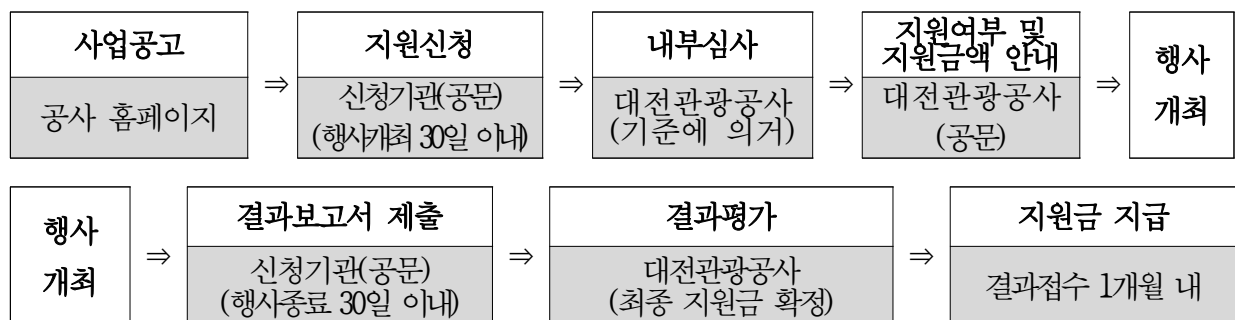 사업공고
공사 홈페이지
⇒
지원신청
신청기관(공문)
(행사개최 30일 이내)
⇒
내부심사
대전관광공사
(기준에 의거)
⇒
지원여부 및
지원금액 안내
대전관광공사
(공문)
⇒
행사
개최
행사
개최
⇒
결과보고서 제출
신청기관(공문)
(행사종료 30일 이내)
⇒
결과평가
대전관광공사
(최종 지원금 확정)
⇒
지원금 지급
결과접수 1개월 내